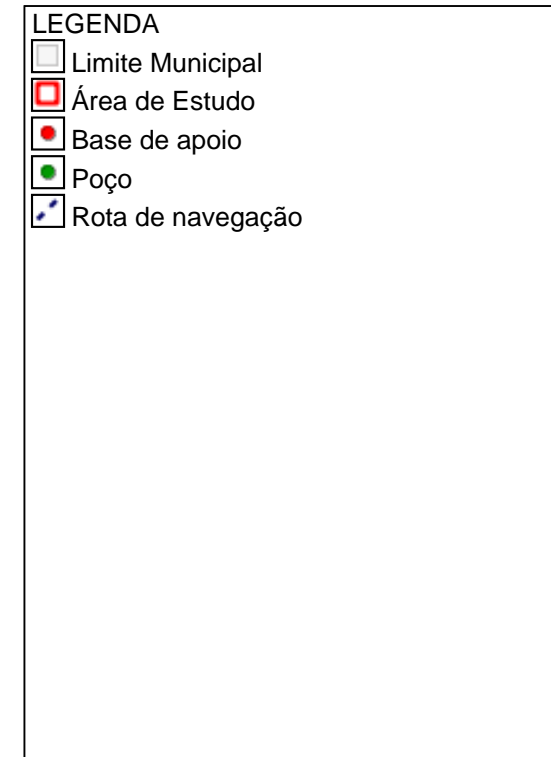 LEGENDA
Limite Municipal
Área de Estudo
Base de apoio
Poço
Rota de navegação